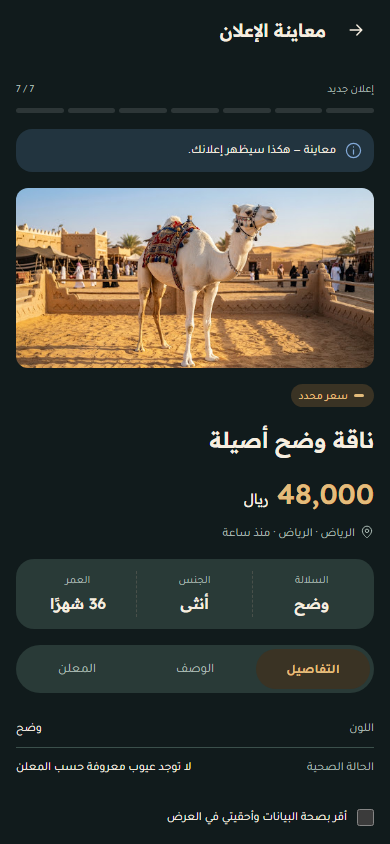 معاينة الإعلان
إعلان جديد 7 / 7
معاينة – هكذا سيظهر إعلانك.
سعر محدد
ناقة وضح أصيلة
48,000 ريال
الرياض · الرياض · منذ ساعة
السلالة الجنس العمر
وضح أنثى 36 شهرًا
التفاصيل الوصف المعلن
اللون وضح
الحالة الصحية لا توجد عيوب معروفة حسب المعلن
أقر بصحة البيانات وأحقيتي في العرض